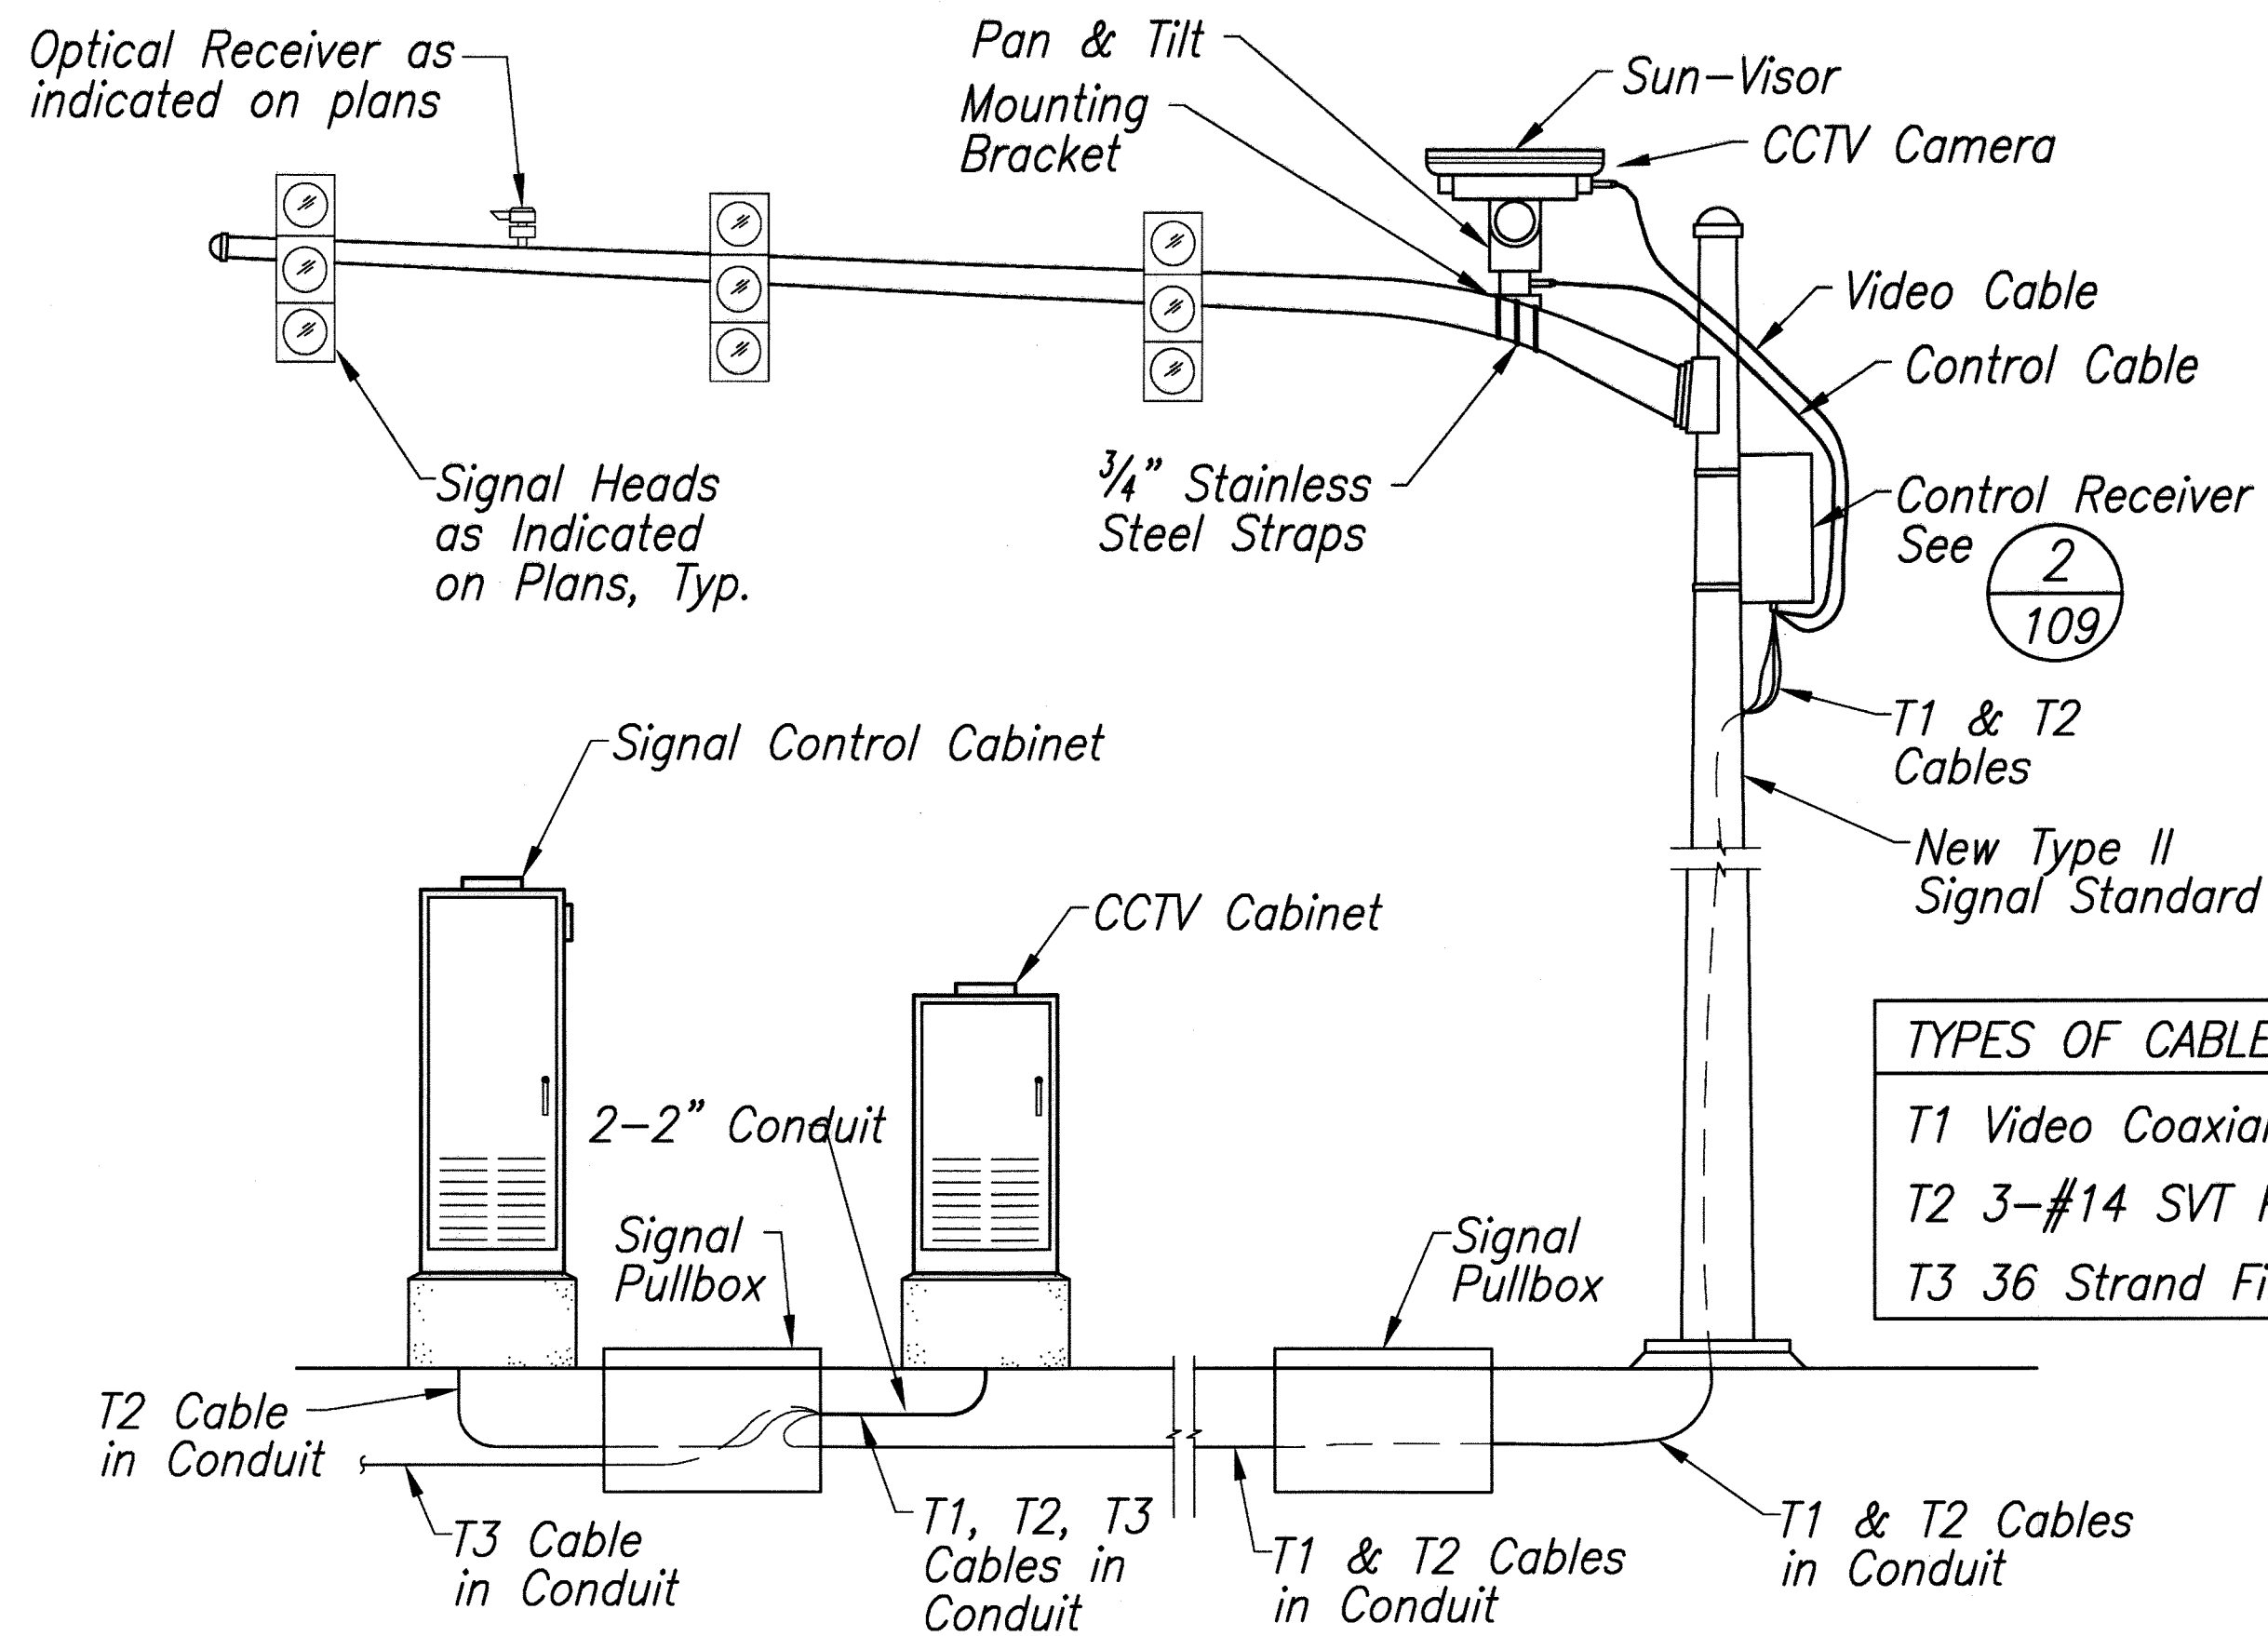 Optical Receiver as
indicated on plans
Pan & Tilt
Mounting
Bracket
Sun-Visor
CCTV Camera
Video Cable
Control Cable
Control Receiver
See
2
109
Signal Heads
as Indicated
on Plans, Typ.
3/4" Stainless
Steel Straps
T1 & T2
Cables
New Type II
Signal Standard
Signal Control Cabinet
CCTV Cabinet
2-2" Conduit
Signal
Pullbox
Signal
Pullbox
TYPES OF CABLE
T1 Video Coaxial
T2 3-#14 SVT
T3 36 Strand
T2 Cable
in Conduit
T3 Cable
in Conduit
T1, T2, T3
Cables in
Conduit
T1 & T2 Cables
in Conduit
T1 & T2 Cables
in Conduit